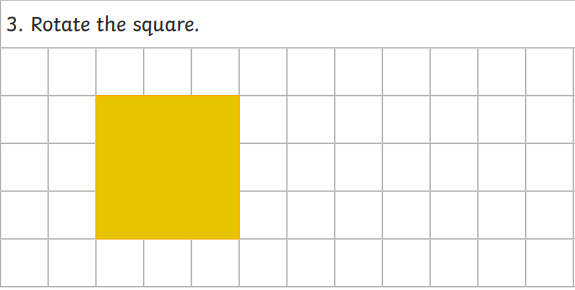 3. Rotate the square.